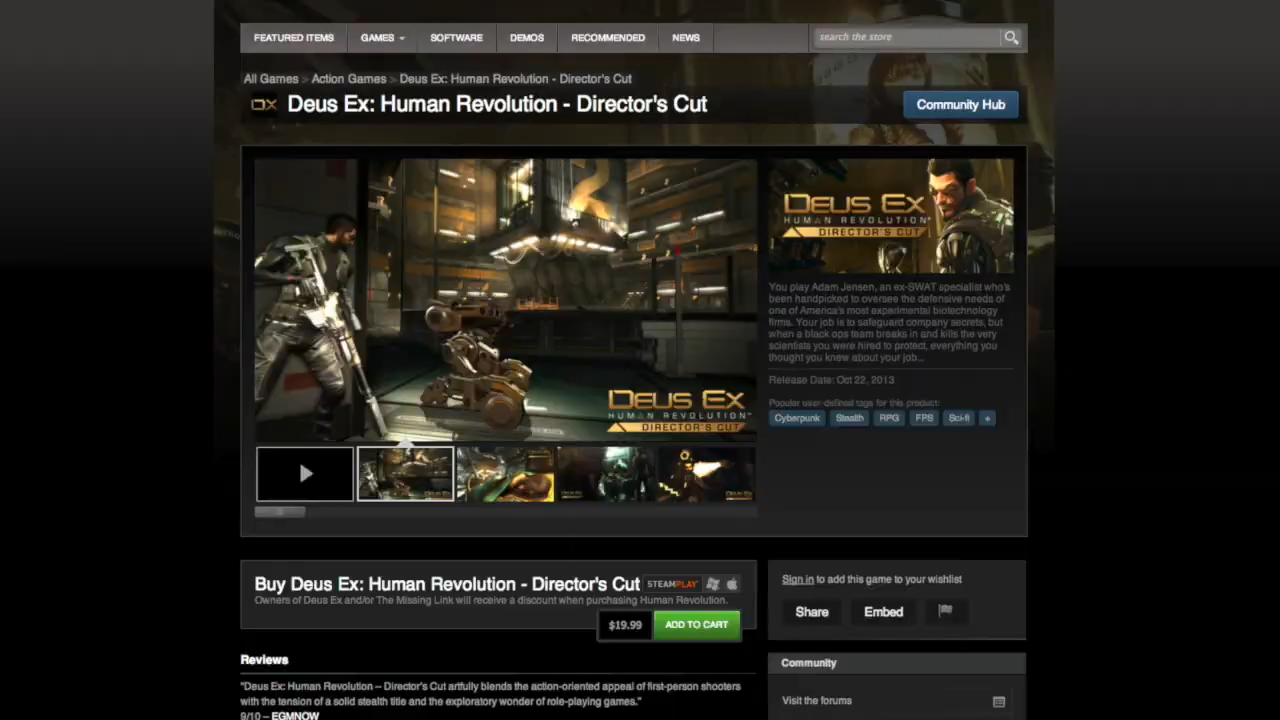 FEATURED ITEMS GAMES SOFTWARE DEMOS RECOMMENDED NEWS search the store
All Games > Action Games > Deus Ex: Human Revolution - Director's Cut
DX Deus Ex: Human Revolution - Director's Cut Community Hub
DEUS EX
HUMAN REVOLUTION
DIRECTOR'S CUT
DEUS EX
HUMAN REVOLUTION
DIRECTOR'S CUT
You play Adam Jensen, an ex-SWAT specialist who's
been handpicked to oversee the defensive needs of
one of America's most experimental biotechnology
firms. Your job is to safeguard company secrets, but
when a black ops team breaks in and kills the very
scientists you were hired to protect, everything you
thought you knew about your job...
Release Date: Oct 22, 2013
Popular user-defined tags for this product:
Cyberpunk Stealth RPG FPS Sci-fi +
Buy Deus Ex: Human Revolution - Director's Cut STEAMPLAY
Owners of Deus Ex and/or The Missing Link will receive a discount when purchasing Human Revolution.
$19.99 ADD TO CART
Sign in to add this game to your wishlist
Share Embed
Reviews
"Deus Ex: Human Revolution – Director's Cut artfully blends the action-oriented appeal of first-person shooters
with the tension of a solid stealth title and the exploratory wonder of role-playing games."
9/10 – EGMNOW
Community
Visit the forums